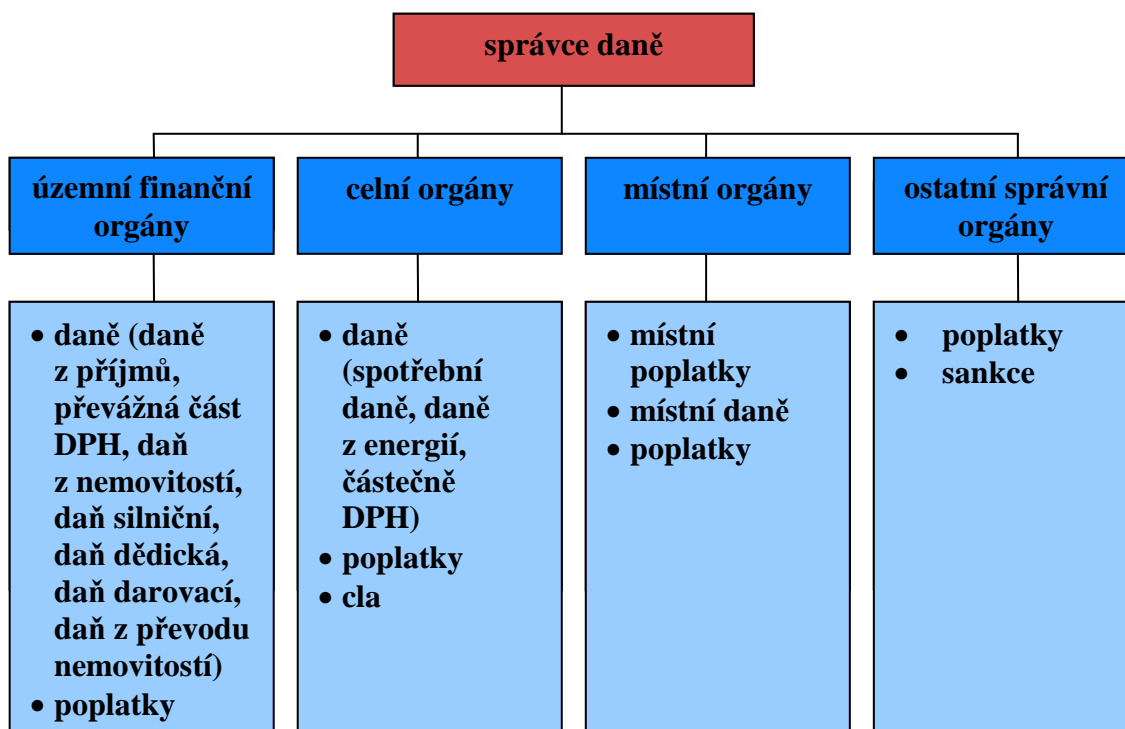 správce daně
územní finanční
orgány
celní orgány
místní orgány
ostatní správní
orgány
• daně (daně
z příjmů,
převážná část
DPH, daň
z nemovitostí,
daň silniční,
daň dědická,
daň darovací,
daň z převodu
nemovitostí)
• poplatky
• daně
(spotřební
daně, daně
z energií,
částečně
DPH)
• poplatky
• cla
• místní
poplatky
• místní daně
• poplatky
• poplatky
• sankce